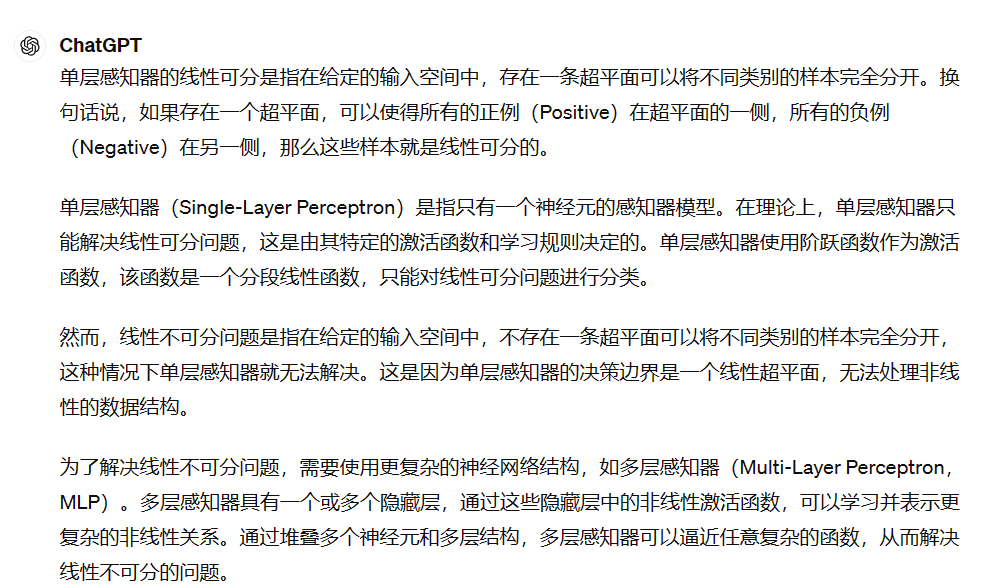 ChatGPT
单层感知器的线性可分是指在给定的输入空间中，存在一条超平面可以将不同类别的样本完全分开。换
句话说，如果存在一个超平面，可以使得所有的正例（Positive）在超平面的一侧，所有的负例
（Negative）在另一侧，那么这些样本就是线性可分的。
单层感知器（Single-Layer Perceptron）是指只有一个神经元的感知器模型。在理论上，单层感知器只
能解决线性可分问题，这是由其特定的激活函数和学习规则决定的。单层感知器使用阶跃函数作为激活
函数，该函数是一个分段线性函数，只能对线性可分问题进行分类。
然而，线性不可分问题是指在给定的输入空间中，不存在一条超平面可以将不同类别的样本完全分开，
这种情况下单层感知器就无法解决。这是因为单层感知器的决策边界是一个线性超平面，无法处理非线
性的数据结构。
为了解决线性不可分问题，需要使用更复杂的神经网络结构，如多层感知器（Multi-Layer Perceptron，
MLP）。多层感知器具有一个或多个隐藏层，通过这些隐藏层中的非线性激活函数，可以学习并表示更
复杂的非线性关系。通过堆叠多个神经元和多层结构，多层感知器可以逼近任意复杂的函数，从而解决
线性不可分的问题。